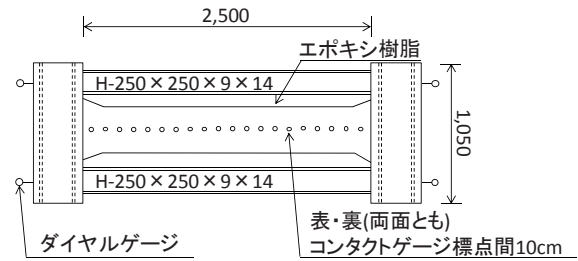 2,500
エポキシ樹脂
H-250×250×9×14
1,050
H-250×250×9×14
ダイヤルゲージ
表・裏(両面とも)
コンタクトゲージ標点間10cm